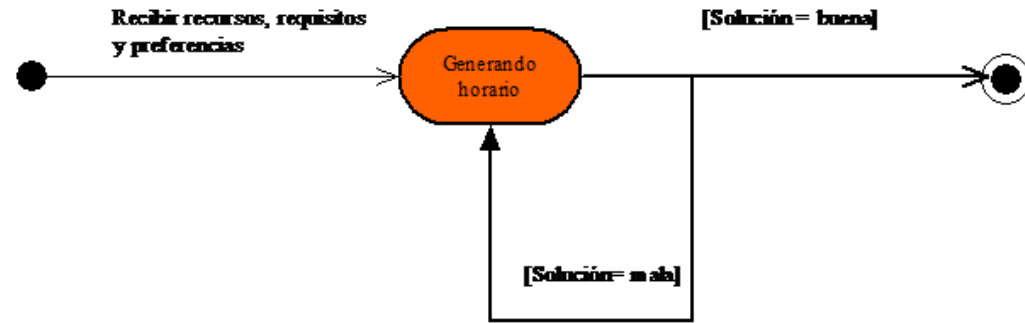 Recibir recursos, requisitos
y preferencias
[Solución = buena]
Generando
horario
[Solución= mala]